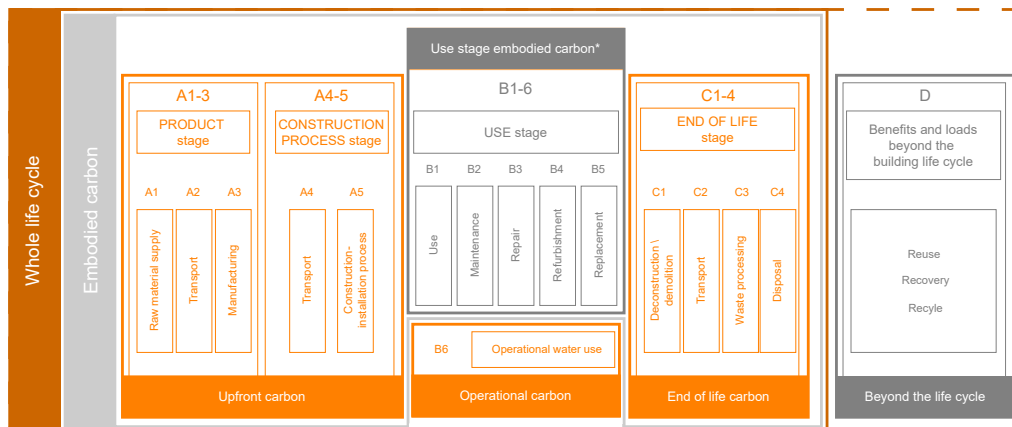 Whole life cycle
Embodied carbon
Use stage embodied carbon*
A1-3
PRODUCT
stage
A1
A2
A3
Raw material supply
Transport
Manufacturing
A4-5
CONSTRUCTION
PROCESS stage
A4
A5
Transport
Construction-
installation process
Upfront carbon
B1-6
USE stage
B1
B2
B3
B4
B5
Use
Maintenance
Repair
Refurbishment
Replacement
B6
Operational water use
Operational carbon
C1-4
END OF LIFE
stage
C1
C2
C3
C4
Deconstruction \
demolition
Transport
Waste processing
Disposal
End of life carbon
D
Benefits and loads
beyond the
building life cycle
Reuse
Recovery
Recyle
Beyond the life cycle